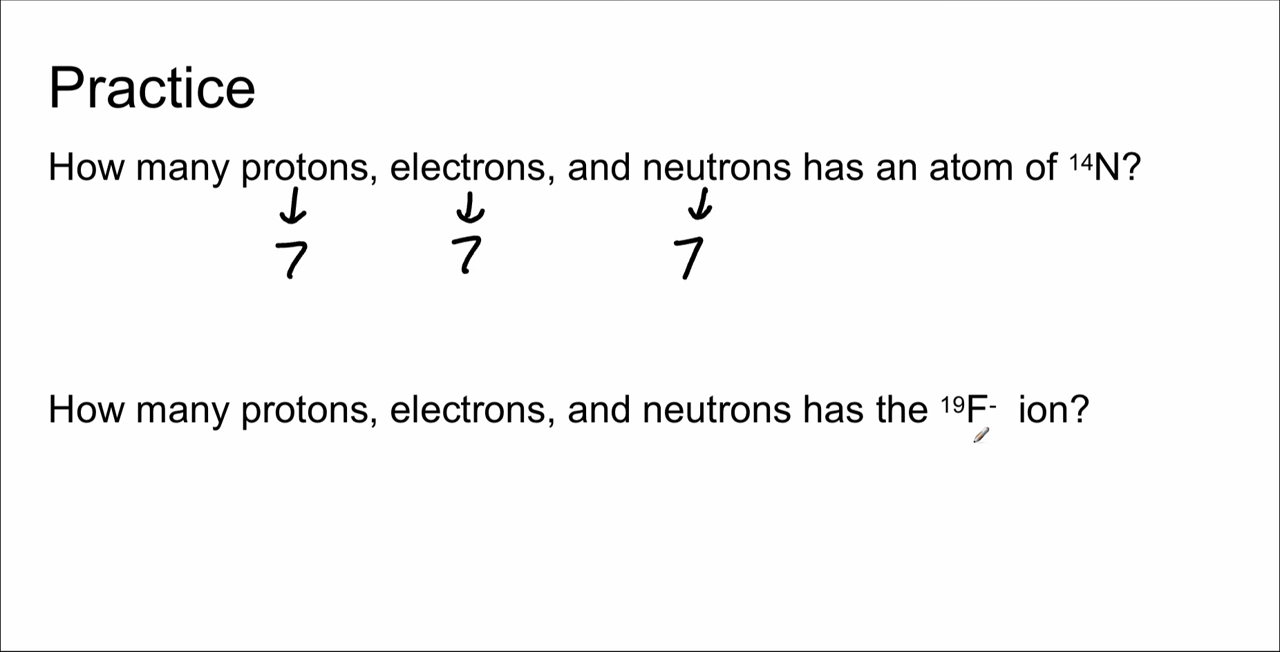 Practice
How many protons, electrons, and neutrons has an atom of ¹⁴N?
↓ ↓ ↓
7 7 7
How many protons, electrons, and neutrons has the ¹⁹F⁻ ion?